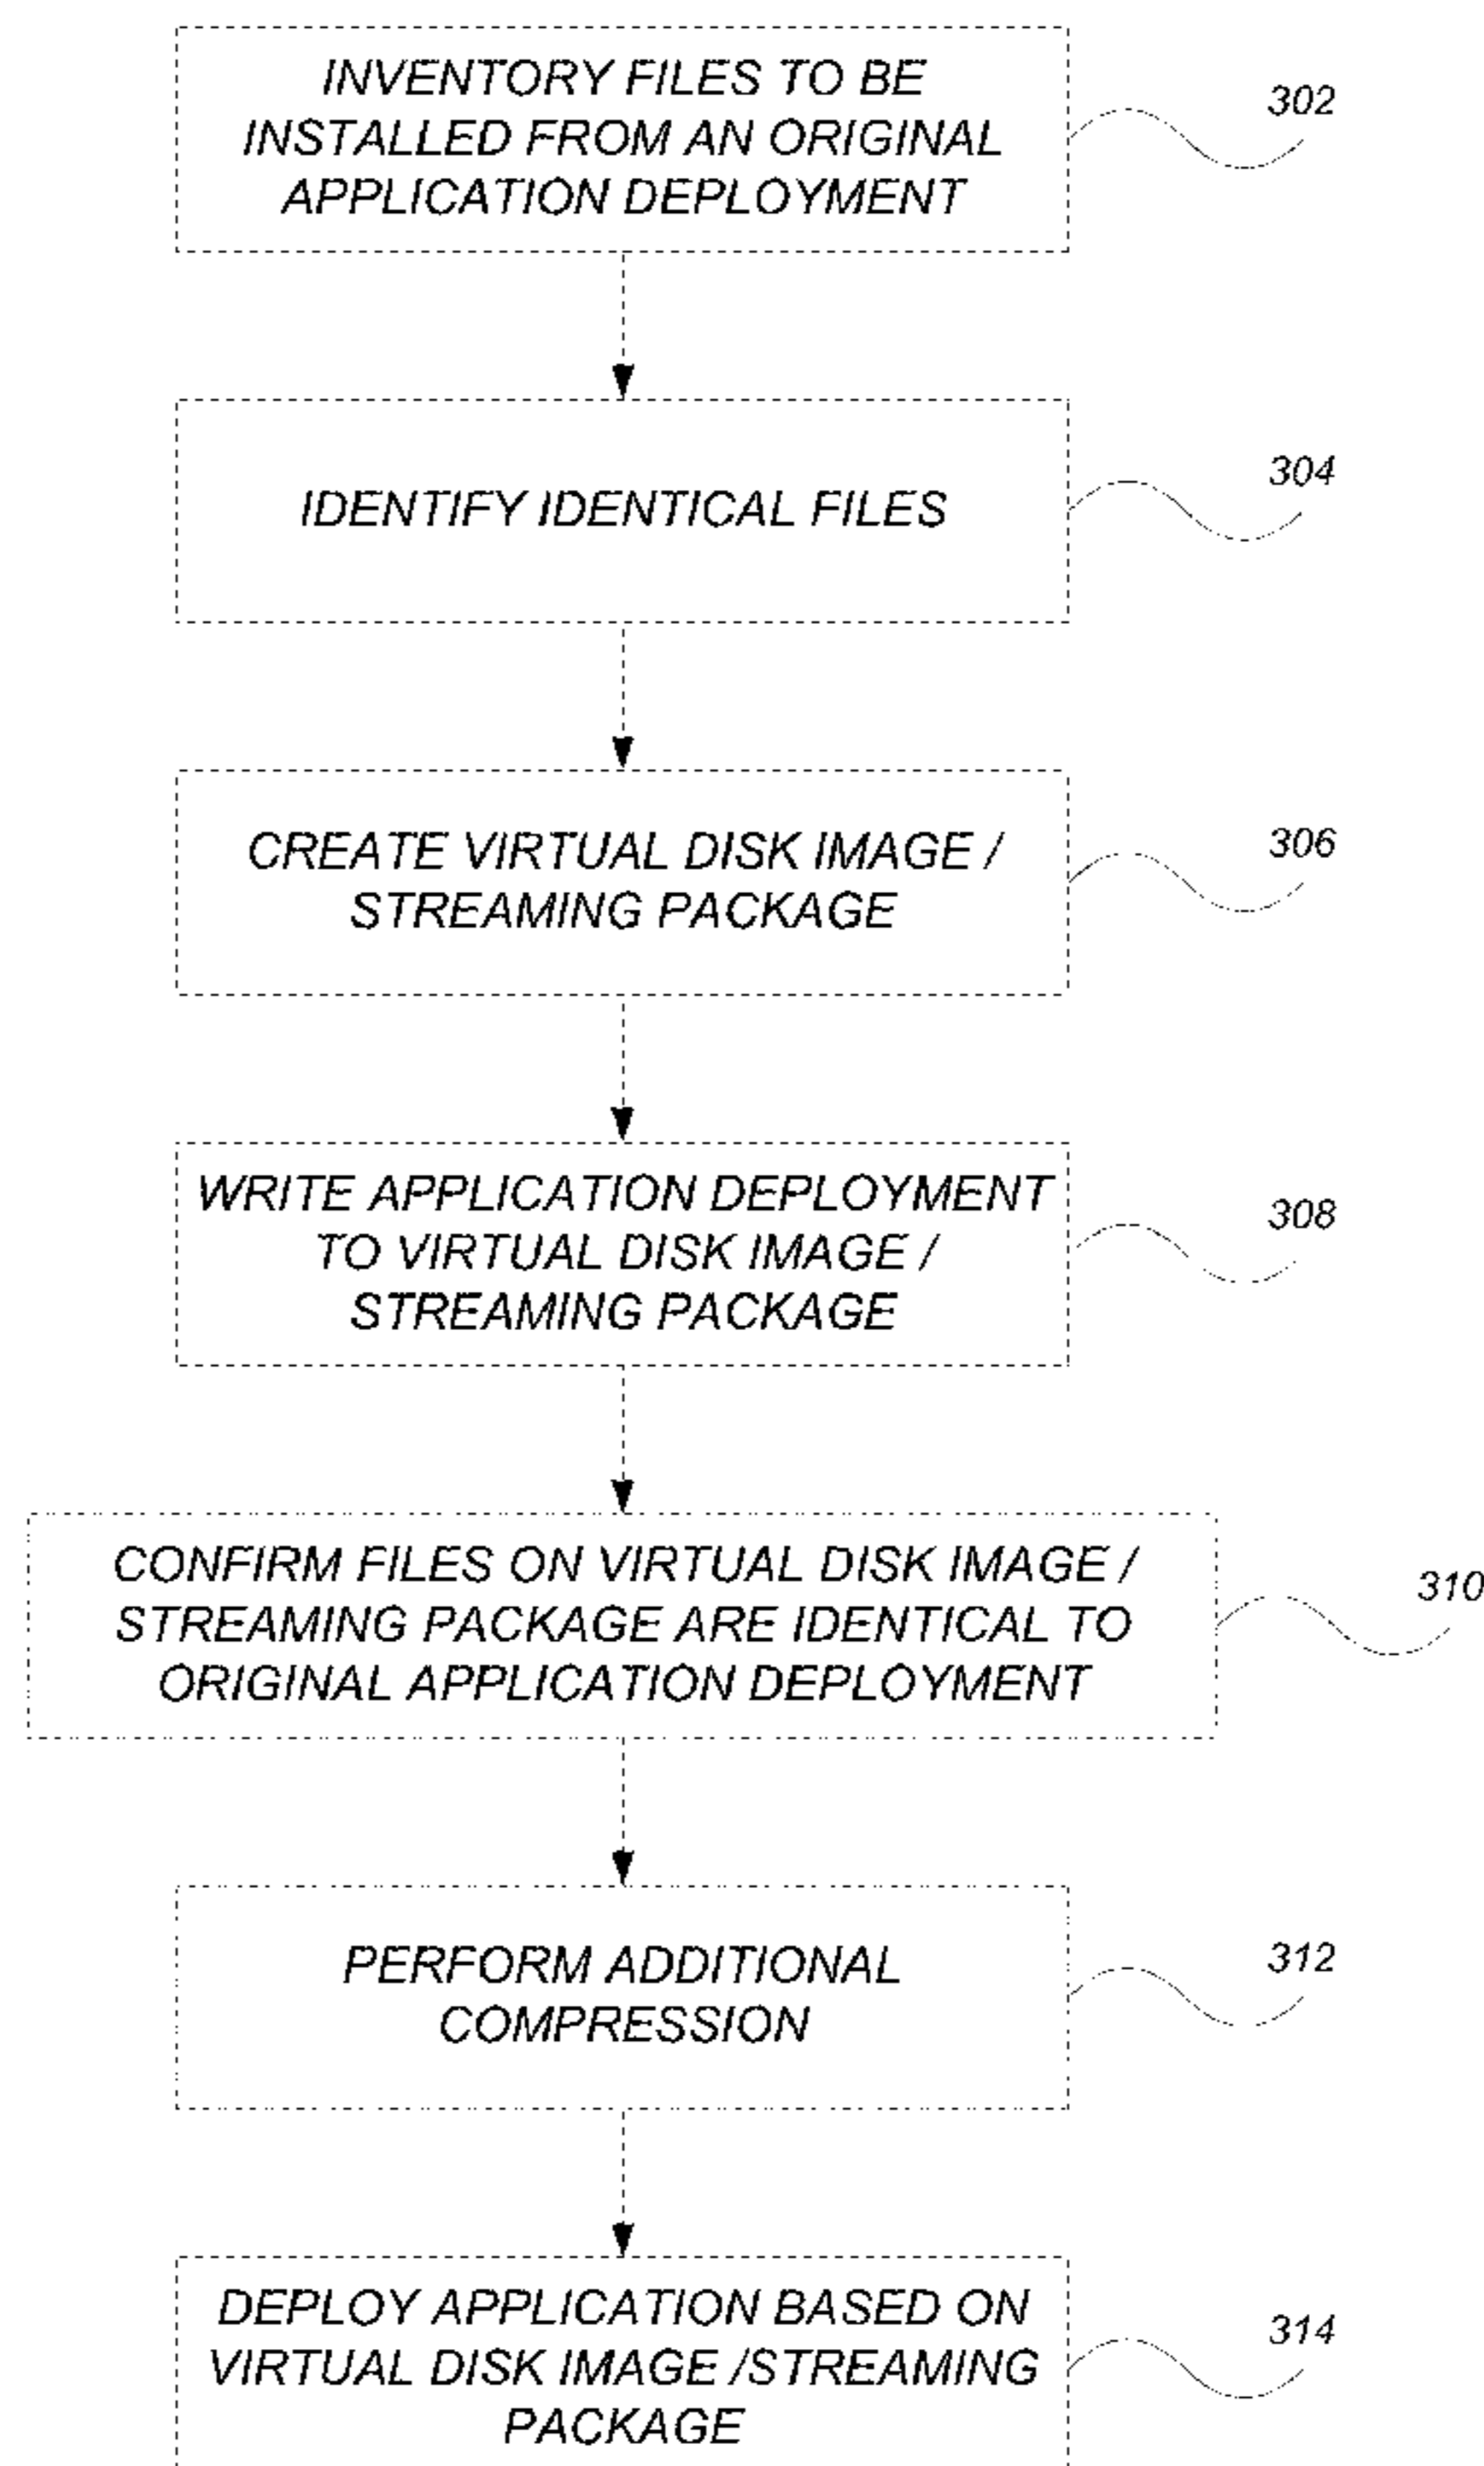 INVENTORY FILES TO BE
INSTALLED FROM AN ORIGINAL
APPLICATION DEPLOYMENT
302
IDENTIFY IDENTICAL FILES
304
CREATE VIRTUAL DISK IMAGE /
STREAMING PACKAGE
306
WRITE APPLICATION DEPLOYMENT
TO VIRTUAL DISK IMAGE /
STREAMING PACKAGE
308
CONFIRM FILES ON VIRTUAL DISK IMAGE /
STREAMING PACKAGE ARE IDENTICAL TO
ORIGINAL APPLICATION DEPLOYMENT
310
PERFORM ADDITIONAL
COMPRESSION
312
DEPLOY APPLICATION BASED ON
VIRTUAL DISK IMAGE /STREAMING
PACKAGE
314